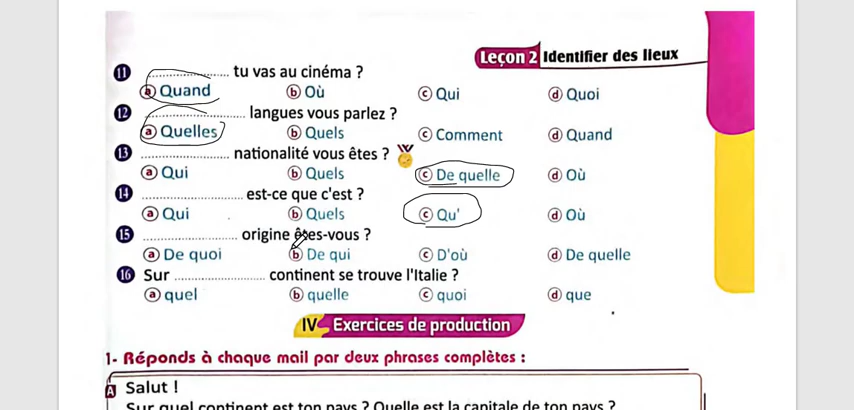 Leçon 2 Identifier des lieux
11 .................... tu vas au cinéma ?
a Quand b Où c Qui d Quoi
12 .................... langues vous parlez ?
a Quelles b Quels c Comment d Quand
13 .................... nationalité vous êtes ?
a Qui b Quels c De quelle d Où
14 .................... est-ce que c'est ?
a Qui b Quels c Qu' d Où
15 .................... origine êtes-vous ?
a De quoi b De qui c D'où d De quelle
16 Sur .................... continent se trouve l'Italie ?
a quel b quelle c quoi d que
IV Exercices de production
1- Réponds à chaque mail par deux phrases complètes :
A Salut !
Sur quel continent est ton pays ? Quelle est la capitale de ton pays ?